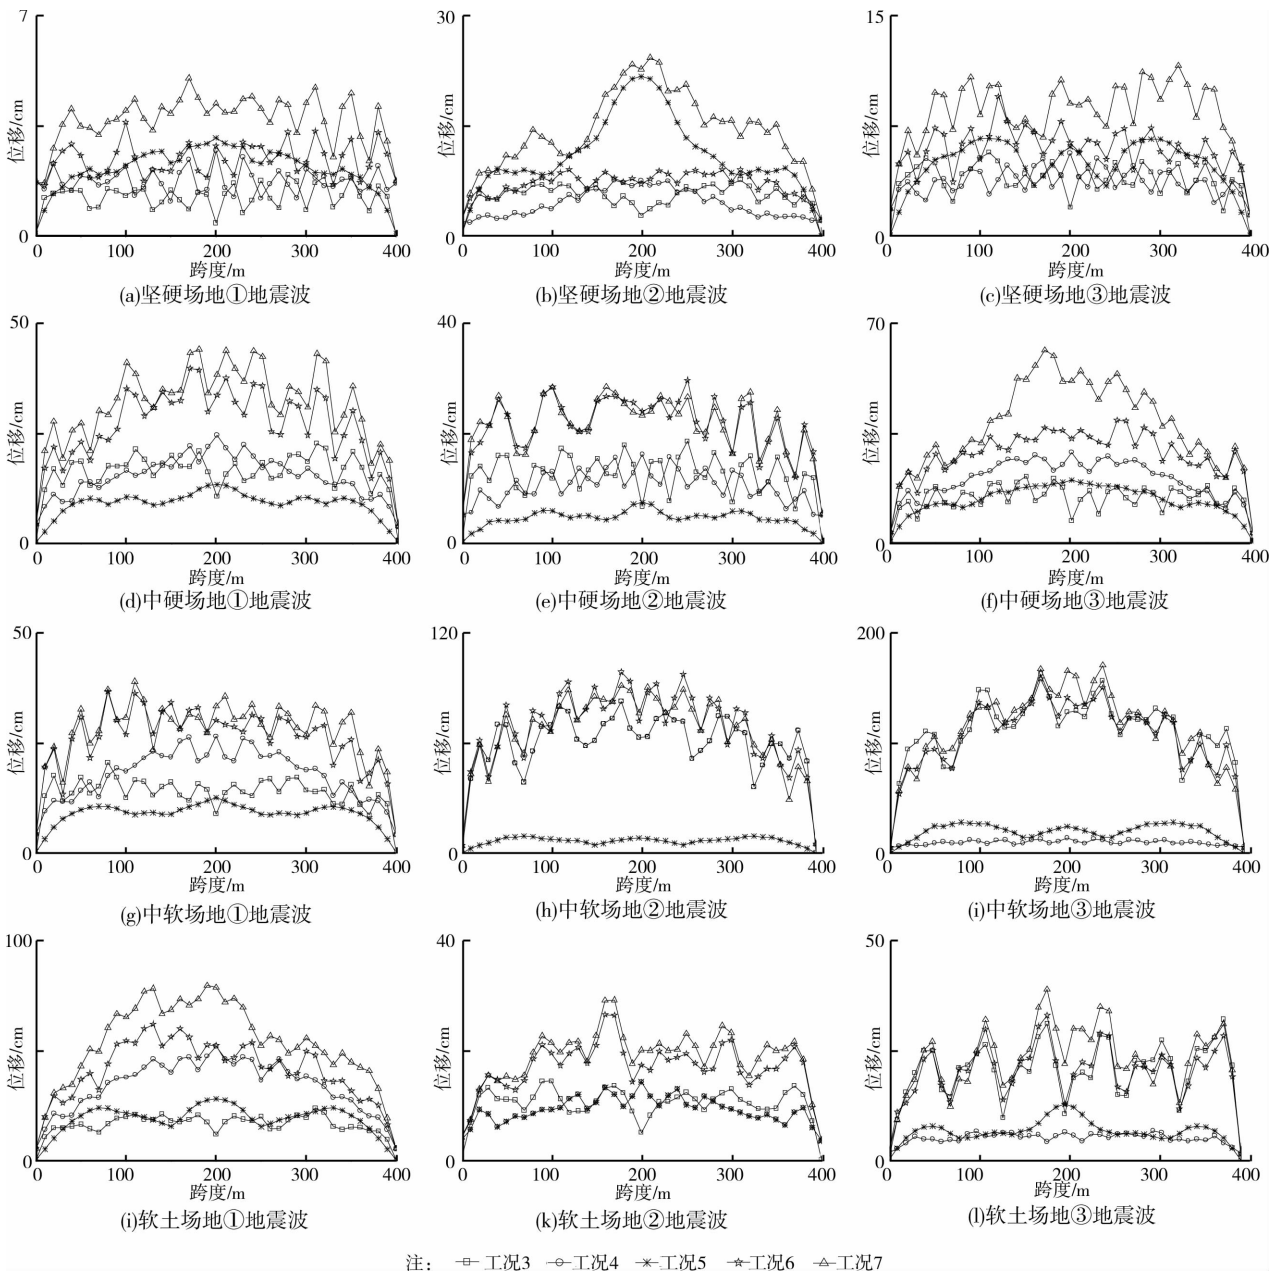 7
位移/cm
0
0 100 200 300 400
跨度/m
(a)坚硬场地①地震波
30
位移/cm
0
0 100 200 300 400
跨度/m
(b)坚硬场地②地震波
15
位移/cm
0
0 100 200 300 400
跨度/m
(c)坚硬场地③地震波
50
位移/cm
0
0 100 200 300 400
跨度/m
(d)中硬场地①地震波
40
位移/cm
0
0 100 200 300 400
跨度/m
(e)中硬场地②地震波
70
位移/cm
0
0 100 200 300 400
跨度/m
(f)中硬场地③地震波
50
位移/cm
0
0 100 200 300 400
跨度/m
(g)中软场地①地震波
120
位移/cm
0
0 100 200 300 400
跨度/m
(h)中软场地②地震波
200
位移/cm
0
0 100 200 300 400
跨度/m
(i)中软场地③地震波
100
位移/cm
0
0 100 200 300 400
跨度/m
(i)软土场地①地震波
40
位移/cm
0
0 100 200 300 400
跨度/m
(k)软土场地②地震波
50
位移/cm
0
0 100 200 300 400
跨度/m
(l)软土场地③地震波
注: 工况3 工况4 工况5 工况6 工况7